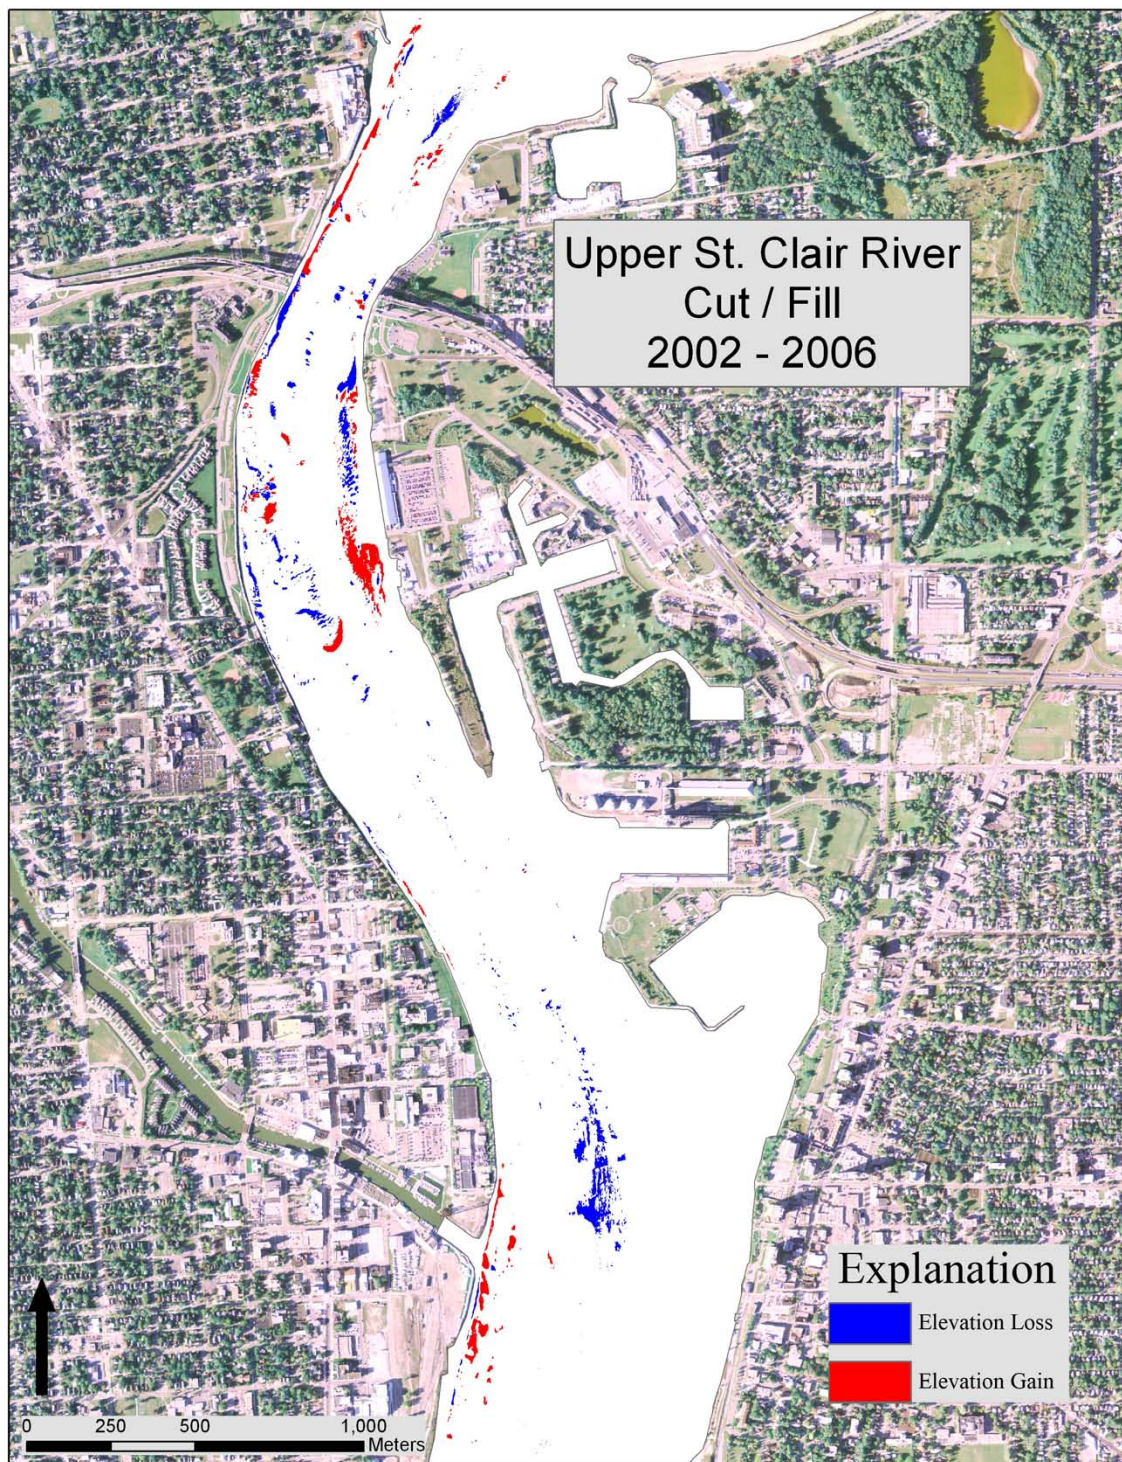 Upper St. Clair River
Cut / Fill
2002 - 2006
Explanation
Elevation Loss
Elevation Gain
0 250 500 1,000
Meters